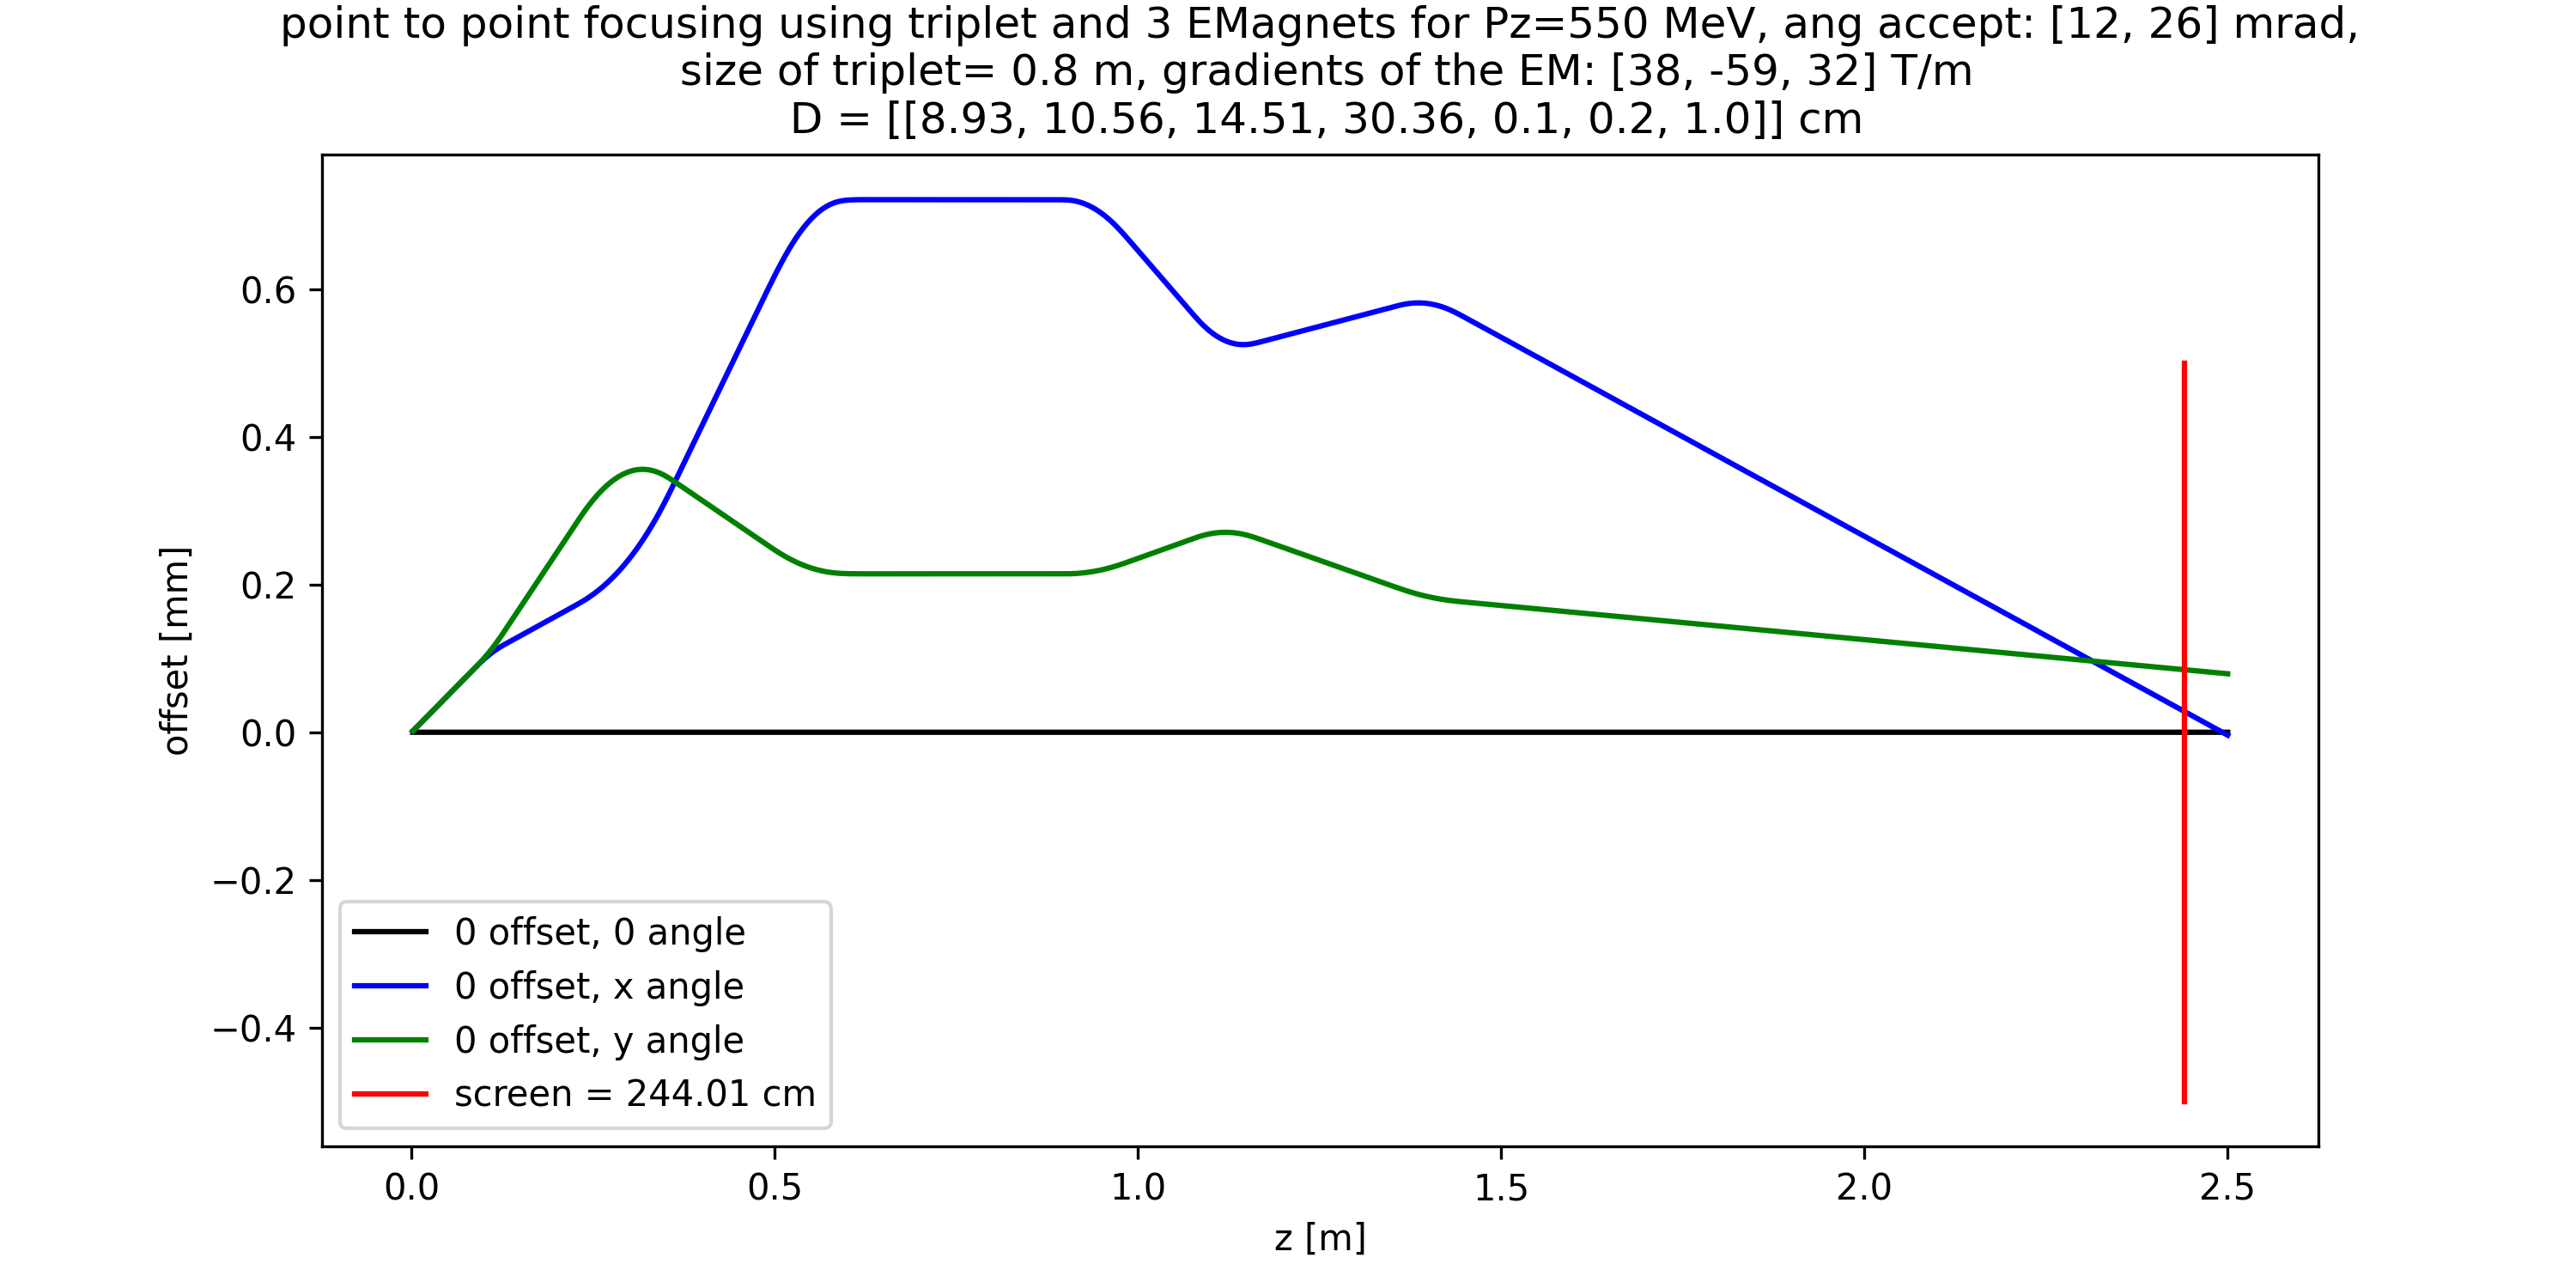 point to point focusing using triplet and 3 EMagnets for Pz=550 MeV, ang accept: [12, 26] mrad,
size of triplet= 0.8 m, gradients of the EM: [38, -59, 32] T/m
D = [[8.93, 10.56, 14.51, 30.36, 0.1, 0.2, 1.0]] cm
offset [mm]
0.6
0.4
0.2
0.0
−0.2
−0.4
0 offset, 0 angle
0 offset, x angle
0 offset, y angle
screen = 244.01 cm
0.0 0.5 1.0 1.5 2.0 2.5
z [m]